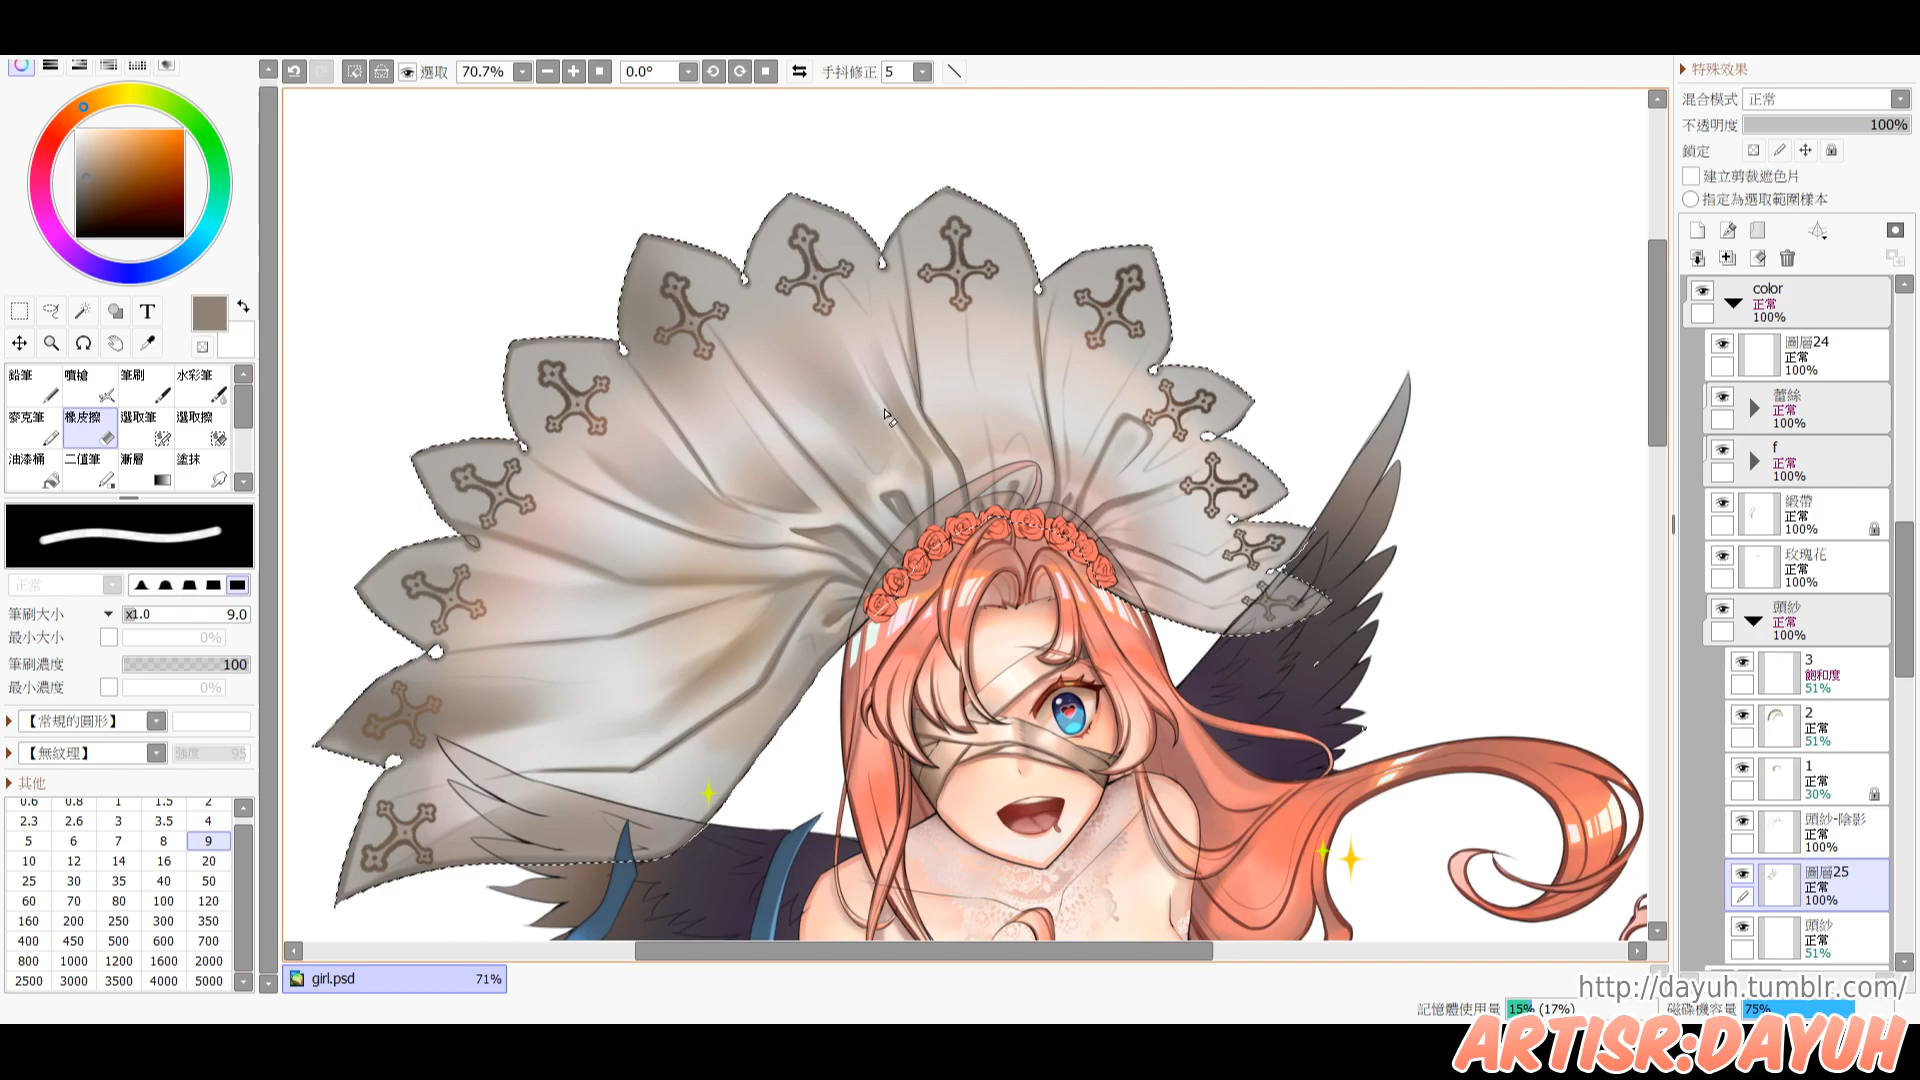 選取
70.7%
0.0°
手抖修正 5
特殊效果
混合模式 正常
不透明度 100%
鎖定
建立剪裁遮色片
指定為選取範圍樣本
T
鉛筆 噴槍 筆刷 水彩筆
麥克筆 橡皮擦 選取筆 選取擦
油漆桶 二值筆 漸層 塗抹
正常
筆刷大小 x1.0 9.0
最小大小 0%
筆刷濃度 100
最小濃度 0%
【常規的圓形】
【無紋理】 強度 95
其他
0.6 0.8 1 1.5 2
2.3 2.6 3 3.5 4
5 6 7 8 9
10 12 14 16 20
25 30 35 40 50
60 70 80 100 120
160 200 250 300 350
400 450 500 600 700
800 1000 1200 1600 2000
2500 3000 3500 4000 5000
color
正常
100%
圖層24
正常
100%
蕾絲
正常
100%
f
正常
100%
緞帶
正常
100%
玫瑰花
正常
100%
頭紗
正常
100%
3
飽和度
51%
2
正常
51%
1
正常
30%
頭紗-陰影
正常
100%
圖層25
正常
100%
頭紗
正常
51%
girl.psd 71%
http://dayuh.tumblr.com/
記憶體使用量 15% (17%)
磁碟機容量 75%
ARTISR:DAYUH